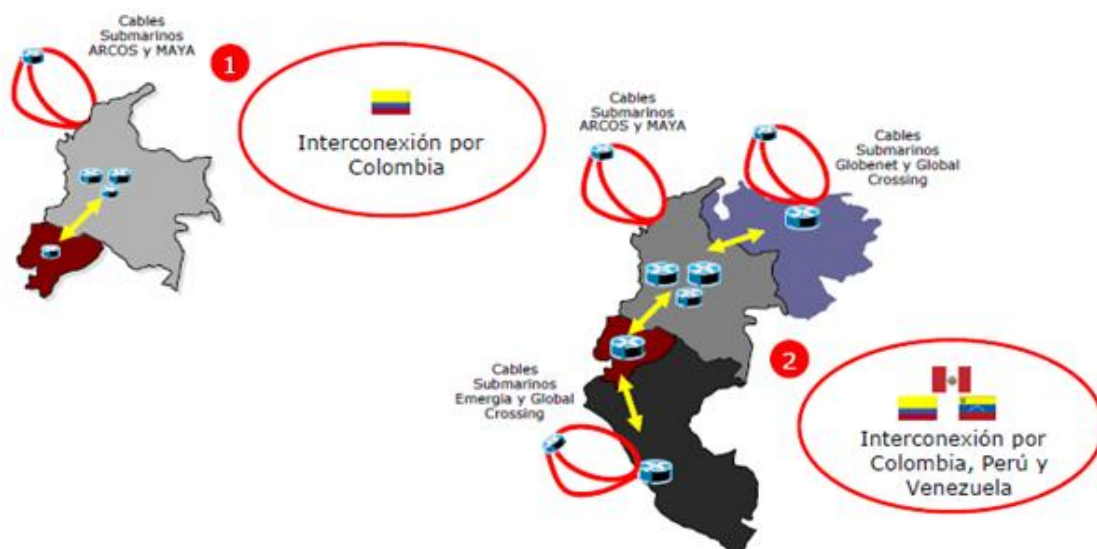 Cables
Submarinos
ARCOS y MAYA
1
Interconexión por
Colombia
Cables
Submarinos
ARCOS y MAYA
Cables
Submarinos
Globenet y Global
Crossing
Cables
Submarinos
Emergia y Global
Crossing
2
Interconexión por
Colombia, Perú y
Venezuela